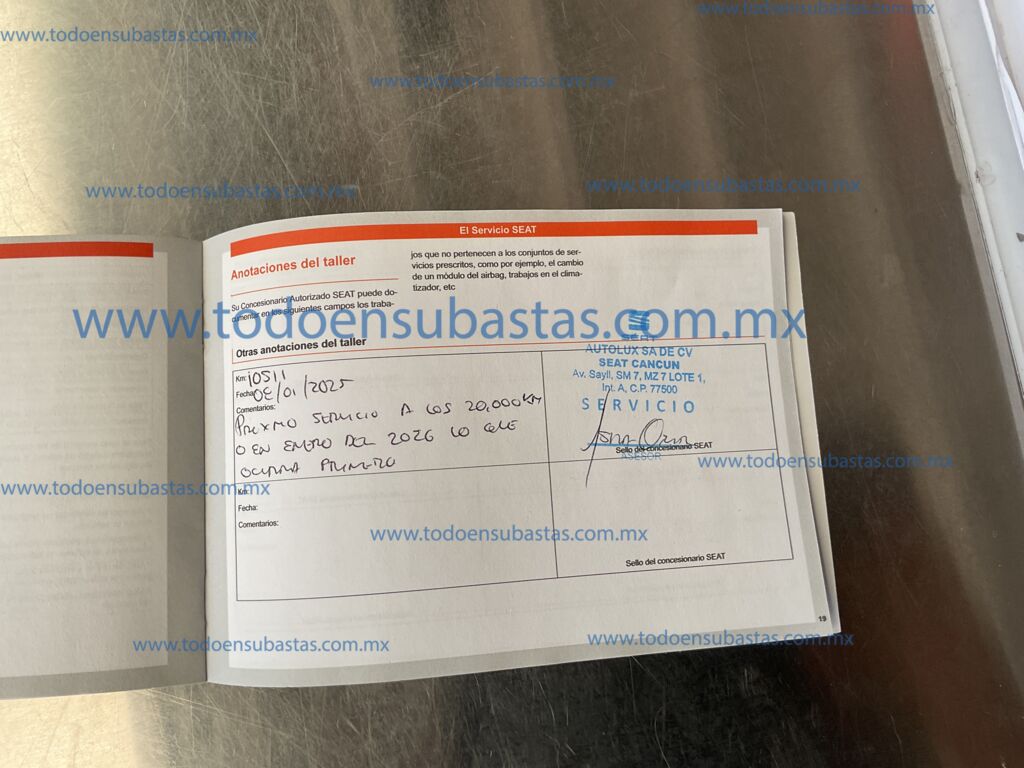 www.todoensubastas.com.mx
www.todoensubastas.com.mx
www.todoensubastas.com.mx
www.todoensubastas.com.mx
www.todoensubastas.com.mx
El Servicio SEAT
Anotaciones del taller
Su Concesionario Autorizado SEAT puede do-
cumentar en los siguientes campos los traba-
jos que no pertenecen a los conjuntos de ser-
vicios prescritos, como por ejemplo, el cambio
de un módulo del airbag, trabajos en el clima-
tizador, etc
www.todoensubastas.com.mx
Otras anotaciones del taller
Km: 10511
Fecha: /01/2025
Comentarios:
PROXIMO SERVICIO A LOS 20,000 KM
O EN ENERO DEL 2026 LO QUE
OCURRA PRIMERO
SEAT
AUTOLUX SA DE CV
SEAT CANCUN
Av. Sayil, SM 7, MZ 7 LOTE 1,
Int. A, C.P. 77500
SERVICIO
Sello del concesionario SEAT
ASESOR
www.todoensubastas.com.mx
www.todoensubastas.com.mx
Km:
Fecha:
Comentarios:
www.todoensubastas.com.mx
Sello del concesionario SEAT
19
www.todoensubastas.com.mx
www.todoensubastas.com.mx